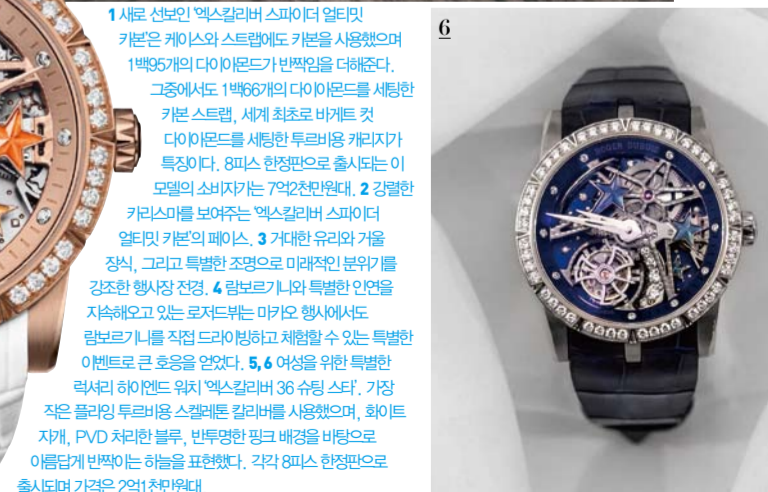 1 새로 선보인 '엑스칼리버 스파이더 얼티밋
카본'은 케이스와 스트랩에도 카본을 사용했으며
1백95개의 다이아몬드가 반짝임을 더해준다.
그중에서도 1백66개의 다이아몬드를 세팅한
카본 스트랩, 세계 최초로 바게트 컷
다이아몬드를 세팅한 투르비용 캐리지가
특징이다. 8피스 한정판으로 출시되는 이
모델의 소비자가는 7억2천만원대. 2 강렬한
카리스마를 보여주는 '엑스칼리버 스파이더
얼티밋 카본'의 페이스. 3 거대한 유리와 거울
장식, 그리고 특별한 조명으로 미래적인 분위기를
강조한 행사장 전경. 4 람보르기니와 특별한 인연을
지속해오고 있는 로저드뷔는 마카오 행사에서도
람보르기니를 직접 드라이빙하고 체험할 수 있는 특별한
이벤트로 큰 호응을 얻었다. 5, 6 여성을 위한 특별한
럭셔리 하이엔드 워치 '엑스칼리버 36 슈팅 스타'. 가장
작은 플라잉 투르비용 스켈레톤 칼리버를 사용했으며, 화이트
자개, PVD 처리한 블루, 반투명한 핑크 배경을 바탕으로
아름답게 반짝이는 하늘을 표현했다. 각각 8피스 한정판으로
출시되며 가격은 2억1천만원대
6
ROGER DUBUIS